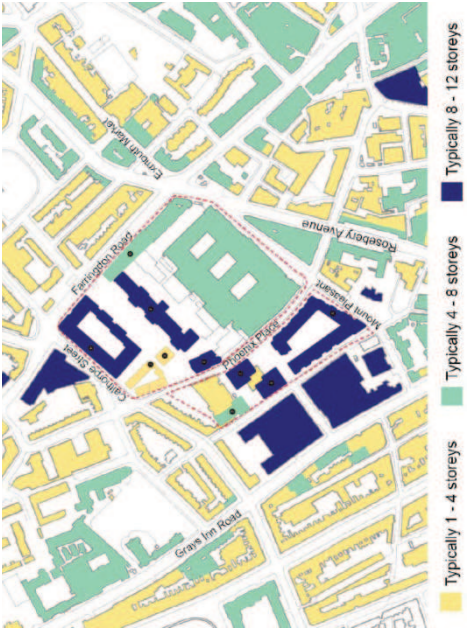 Exmouth Market
Farringdon Road
Rosebery Avenue
Calthorpe Street
Phoenix Place
Mount Pleasant
Grays Inn Road
Typically 1 - 4 storeys
Typically 4 - 8 storeys
Typically 8 - 12 storeys